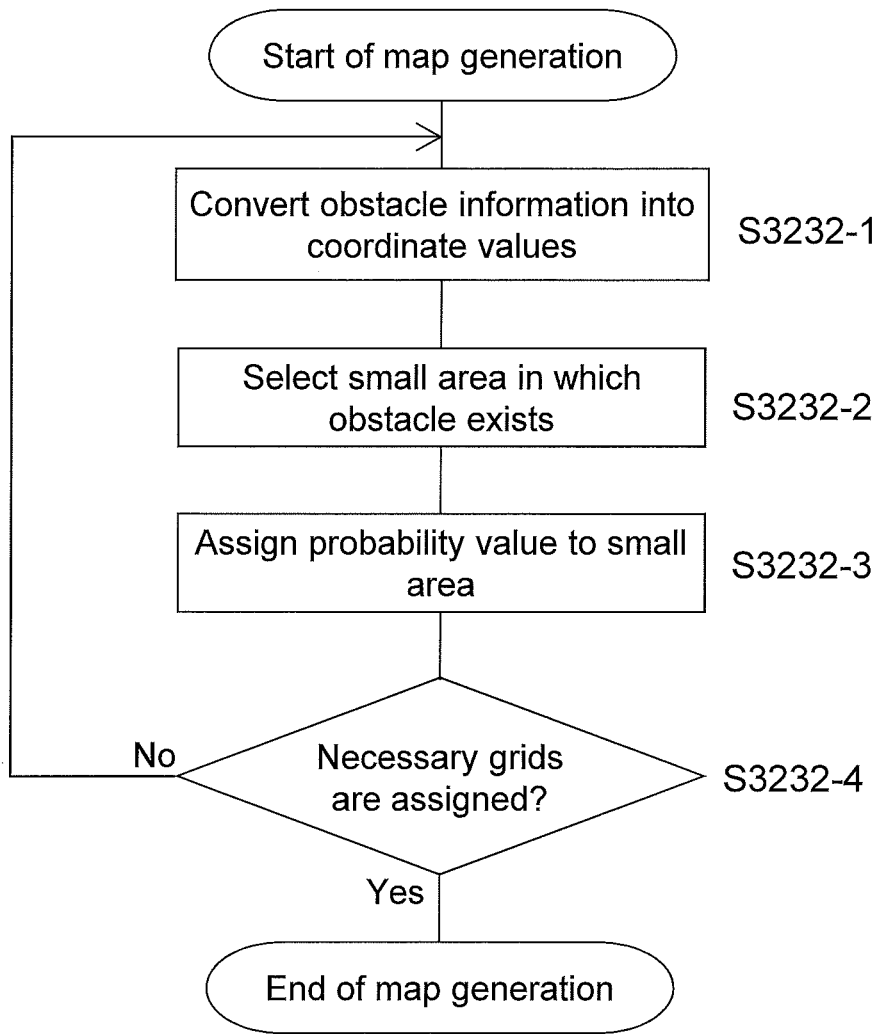 Start of map generation
Convert obstacle information into
coordinate values
S3232-1
Select small area in which
obstacle exists
S3232-2
Assign probability value to small
area
S3232-3
No
Necessary grids
are assigned?
S3232-4
Yes
End of map generation